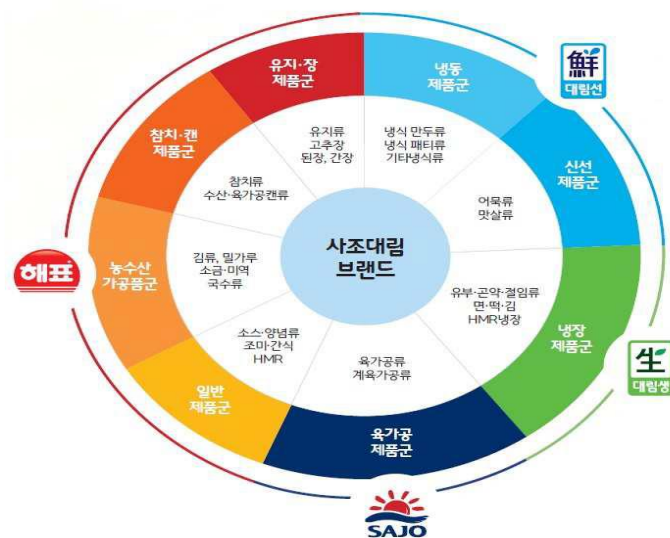 사조대림
브랜드
냉동
제품군
냉식 만두류
냉식 패티류
기타냉식류
鮮
대림선
신선
제품군
어묵류
맛살류
냉장
제품군
유부·곤약·절임류
면·떡·김
HMR냉장
生
대림생
육가공
제품군
육가공류
계육가공류
SAJO
일반
제품군
소스·양념류
조미·간식
HMR
농수산
가공품군
김류, 밀가루
소금·미역
국수류
해표
참치·캔
제품군
참치류
수산·육가공캔류
유지·장
제품군
유지류
고추장
된장, 간장